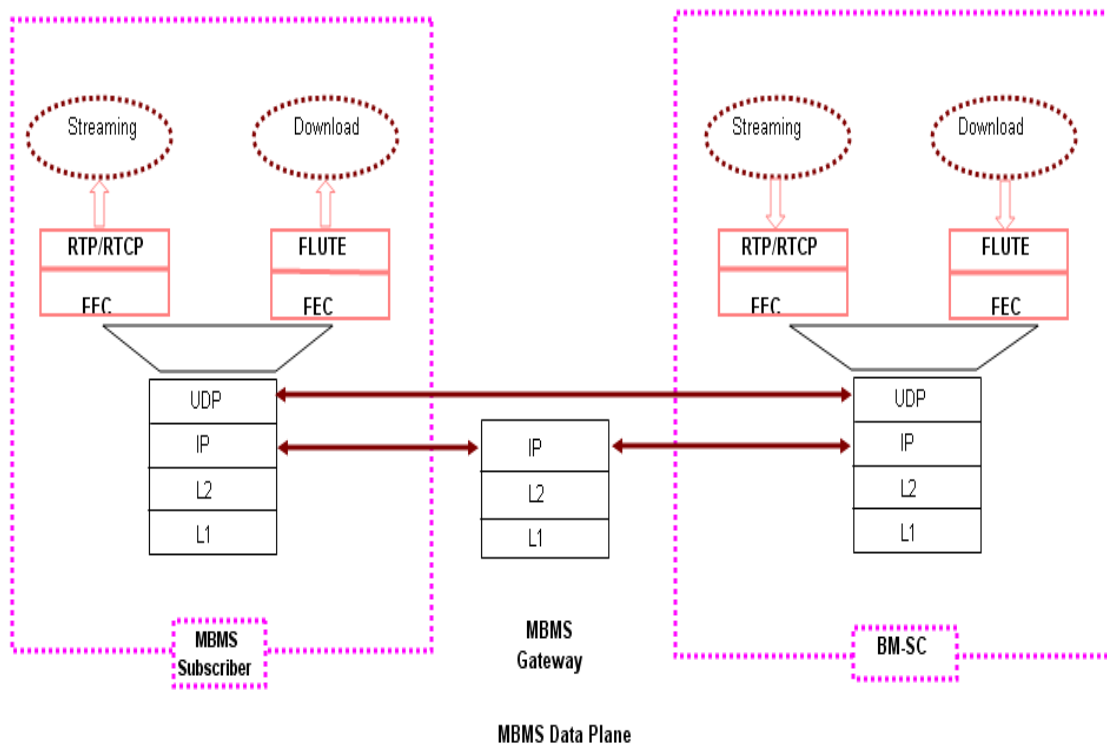 Streaming
Download
RTP/RTCP
FEC
FLUTE
FEC
UDP
IP
L2
L1
MBMS
Subscriber
IP
L2
L1
MBMS
Gateway
Streaming
Download
RTP/RTCP
FEC
FLUTE
FEC
UDP
IP
L2
L1
BM-SC
MBMS Data Plane